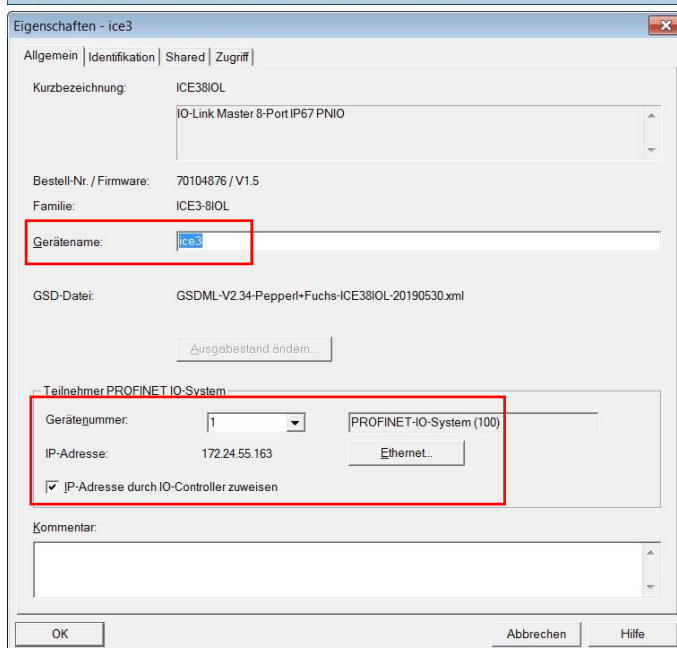 Eigenschaften - ice3
Allgemein Identifikation Shared Zugriff
Kurzbezeichnung: ICE38IOL
IO-Link Master 8-Port IP67 PNIO
Bestell-Nr. / Firmware: 70104876 / V1.5
Familie: ICE3-8IOL
Gerätename: ice3
GSD-Datei: GSDML-V2.34-Pepperl+Fuchs-ICE38IOL-20190530.xml
Ausgabestand ändern...
Teilnehmer PROFINET IO-System
Gerätenummer: 1 PROFINET-IO-System (100)
IP-Adresse: 172.24.55.163 Ethernet...
IP-Adresse durch IO-Controller zuweisen
Kommentar:
OK Abbrechen Hilfe